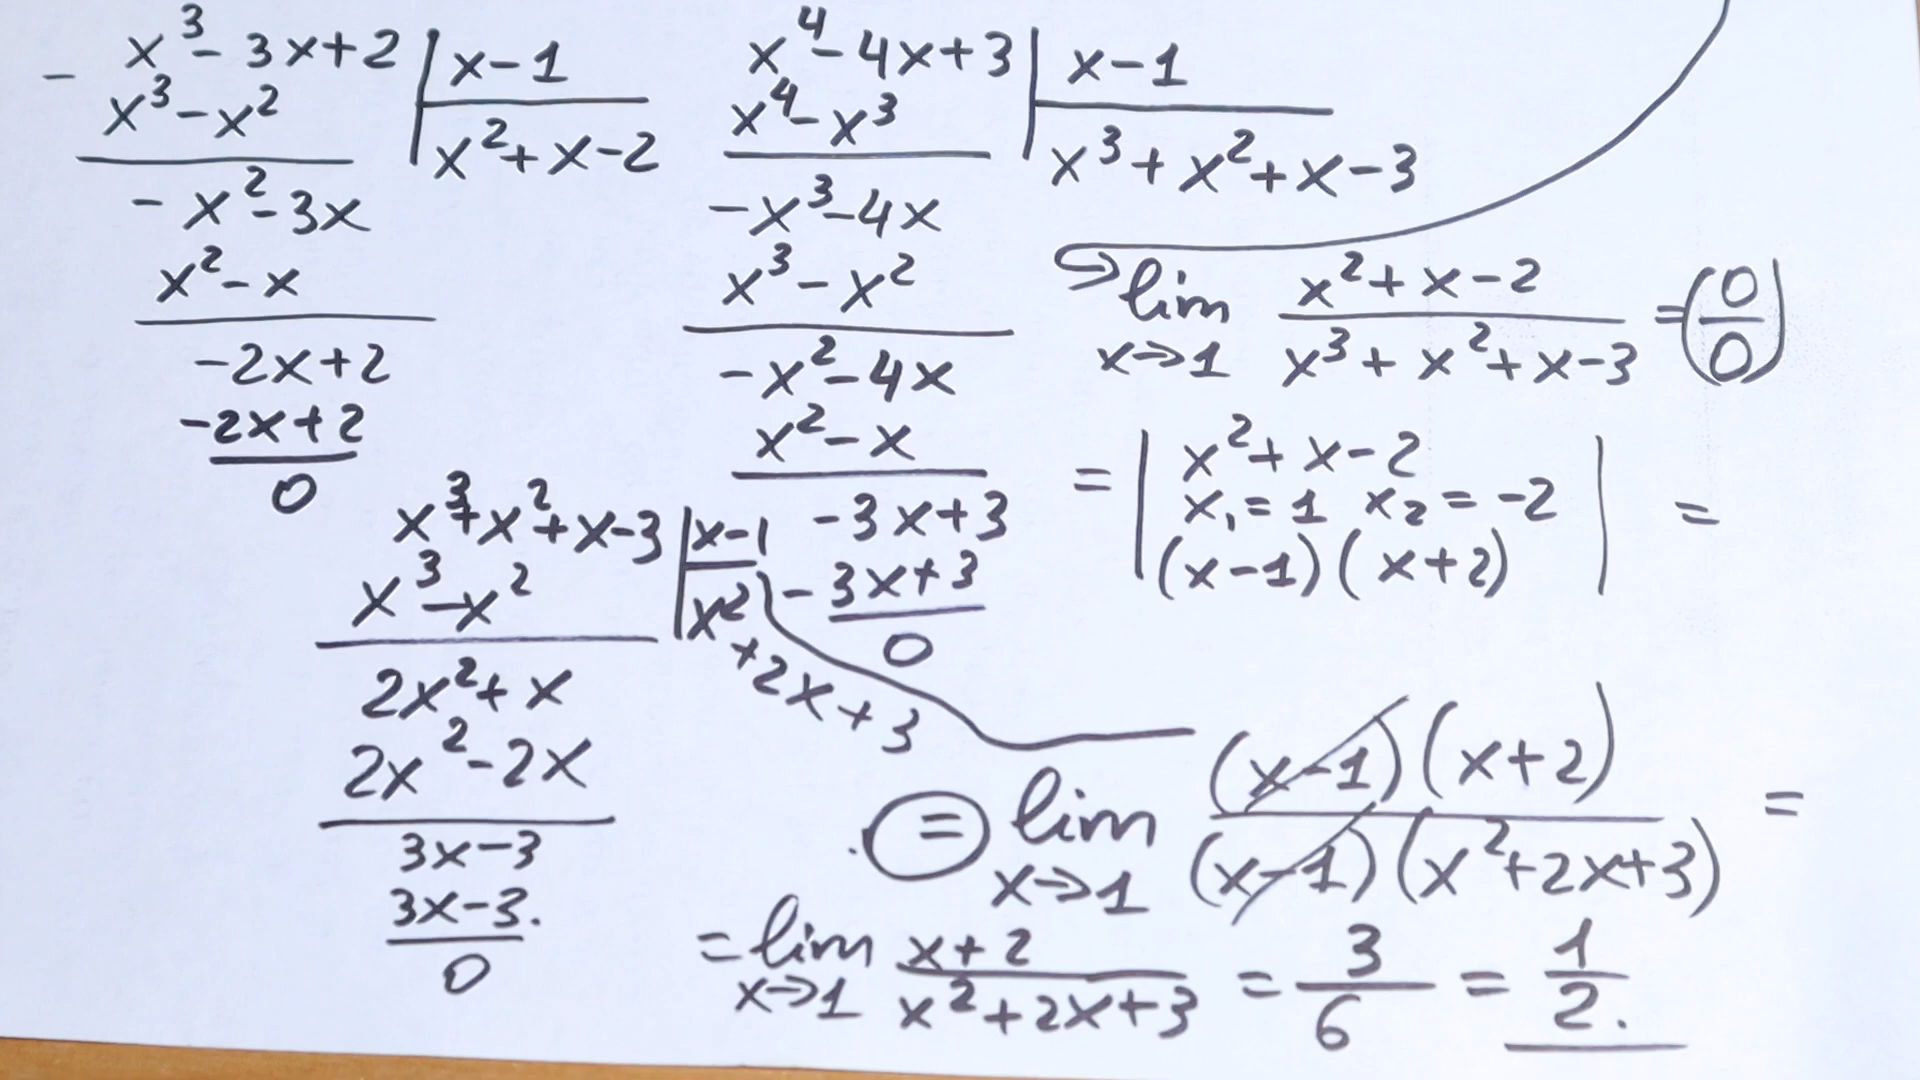 x³ - 3x + 2 | x - 1
- x³ - x² | x² + x - 2
- x² - 3x
x² - x
-2x + 2
-2x + 2
0
x⁴ - 4x + 3 | x - 1
x⁴ - x³ | x³ + x² + x - 3
- x³ - 4x
x³ - x²
- x² - 4x
x² - x
-3x + 3
-3x + 3
0
x³ + x² + x - 3 | x - 1
x³ - x² | x² + 2x + 3
2x² + x
2x² - 2x
3x - 3
3x - 3.
0
lim x→1 (x² + x - 2)/(x³ + x² + x - 3) = (0/0)
= | x² + x - 2
x₁ = 1 x₂ = -2 | =
(x - 1)(x + 2)
= lim x→1 ((x - 1)(x + 2))/((x - 1)(x² + 2x + 3)) =
= lim x→1 (x + 2)/(x² + 2x + 3) = 3/6 = 1/2.